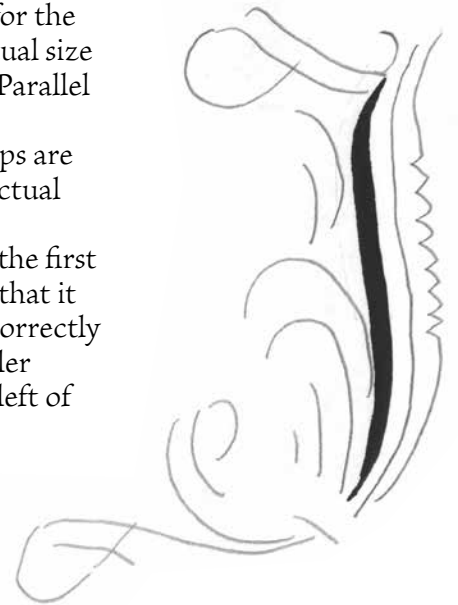 for the
ual size
Parallel
ps are
ctual
the first
that it
orrectly
ler
left of